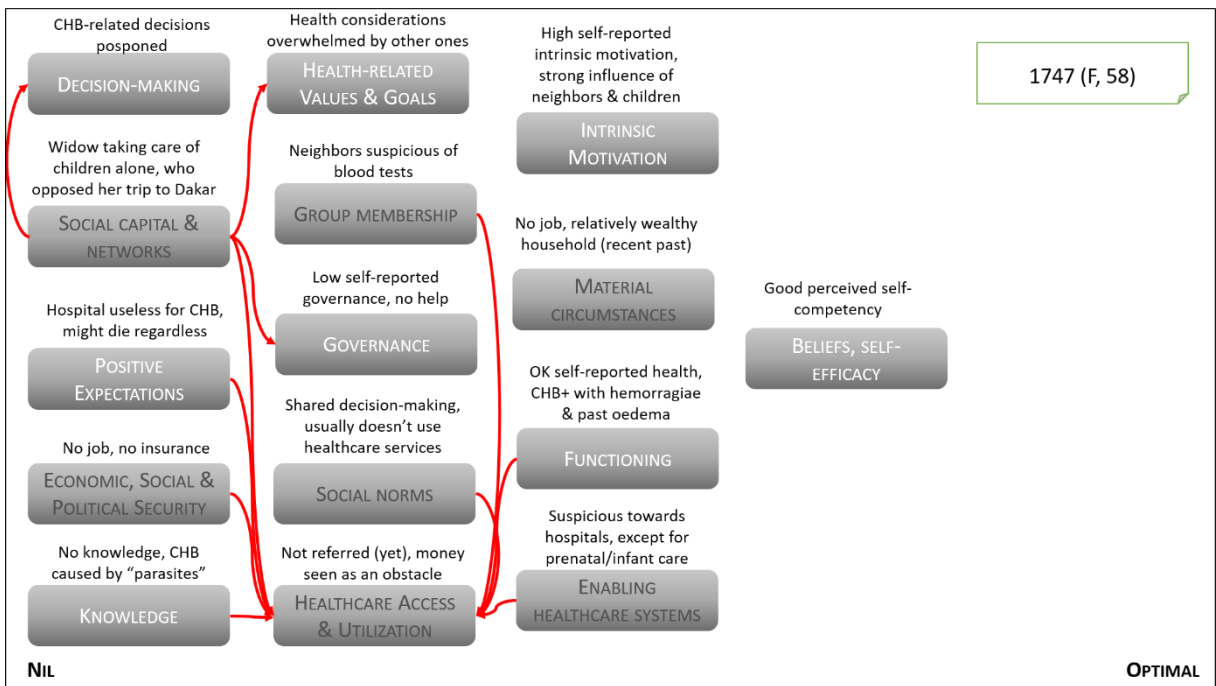 CHB-related decisions
posponed
DECISION-MAKING
Widow taking care of
children alone, who
opposed her trip to Dakar
SOCIAL CAPITAL &
NETWORKS
Hospital useless for CHB,
might die regardless
POSITIVE
EXPECTATIONS
No job, no insurance
ECONOMIC, SOCIAL &
POLITICAL SECURITY
No knowledge, CHB
caused by “parasites”
KNOWLEDGE
Health considerations
overwhelmed by other ones
HEALTH-RELATED
VALUES & GOALS
Neighbors suspicious of
blood tests
GROUP MEMBERSHIP
Low self-reported
governance, no help
GOVERNANCE
Shared decision-making,
usually doesn’t use
healthcare services
SOCIAL NORMS
Not referred (yet), money
seen as an obstacle
HEALTHCARE ACCESS
& UTILIZATION
High self-reported
intrinsic motivation,
strong influence of
neighbors & children
INTRINSIC
MOTIVATION
No job, relatively wealthy
household (recent past)
MATERIAL
CIRCUMSTANCES
OK self-reported health,
CHB+ with hemorragiae
& past oedema
FUNCTIONING
Suspicious towards
hospitals, except for
prenatal/infant care
ENABLING
HEALTHCARE SYSTEMS
Good perceived self-
competency
BELIEFS, SELF-
EFFICACY
1747 (F, 58)
NIL
OPTIMAL